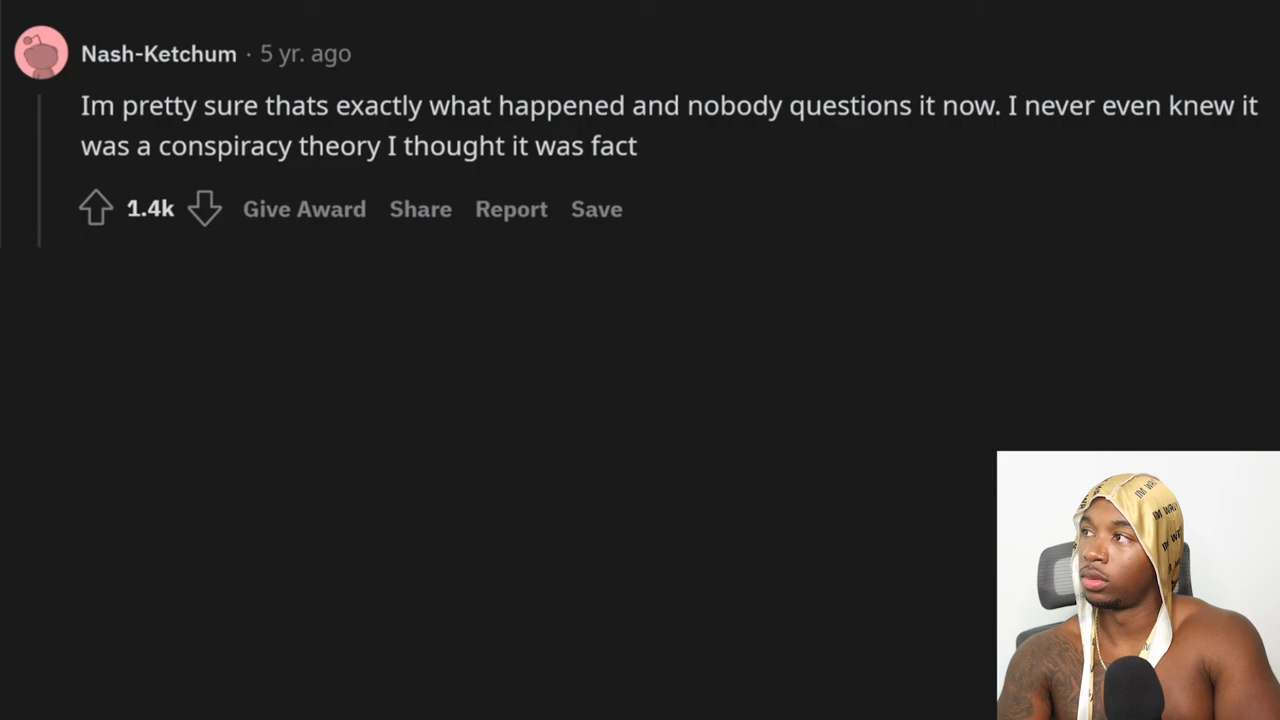 Nash-Ketchum · 5 yr. ago
Im pretty sure thats exactly what happened and nobody questions it now. I never even knew it
was a conspiracy theory I thought it was fact
1.4k Give Award Share Report Save